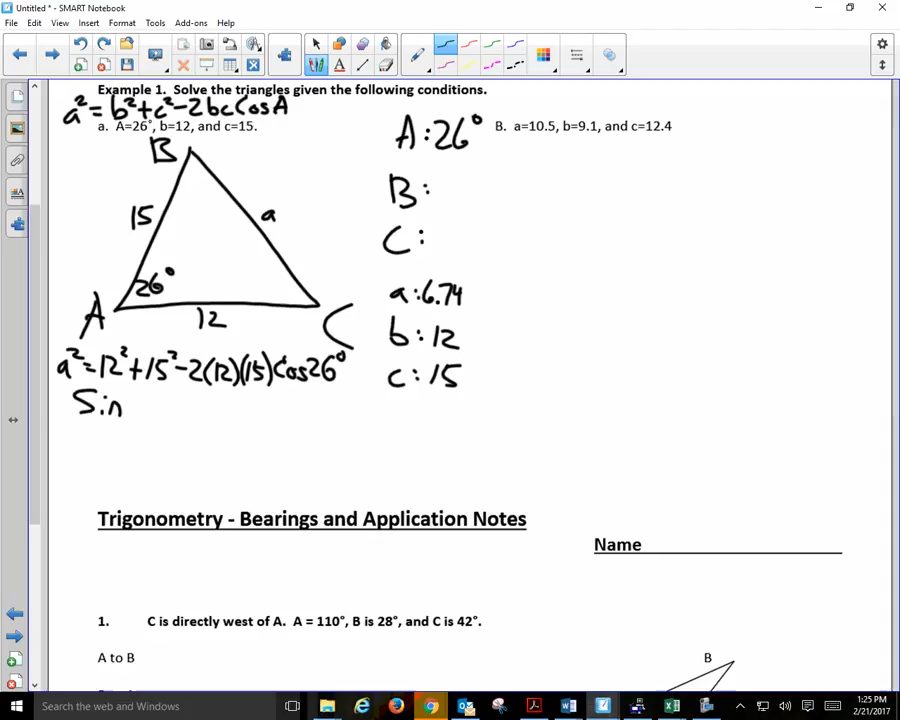 Untitled * - SMART Notebook
File Edit View Insert Format Tools Add-ons Help
Example 1. Solve the triangles given the following conditions.
a² = b² + c² - 2bc Cos A
a. A=26˚, b=12, and c=15.
B. a=10.5, b=9.1, and c=12.4
A: 26°
B:
C:
a: 6.74
b: 12
c: 15
B
15
a
26°
A
12
C
a² = 12² + 15² - 2(12)(15) Cos 26°
Sin
Trigonometry - Bearings and Application Notes
Name
1. C is directly west of A. A = 110°, B is 28°, and C is 42°.
A to B
B
Search the web and Windows
1:25 PM
2/21/2017